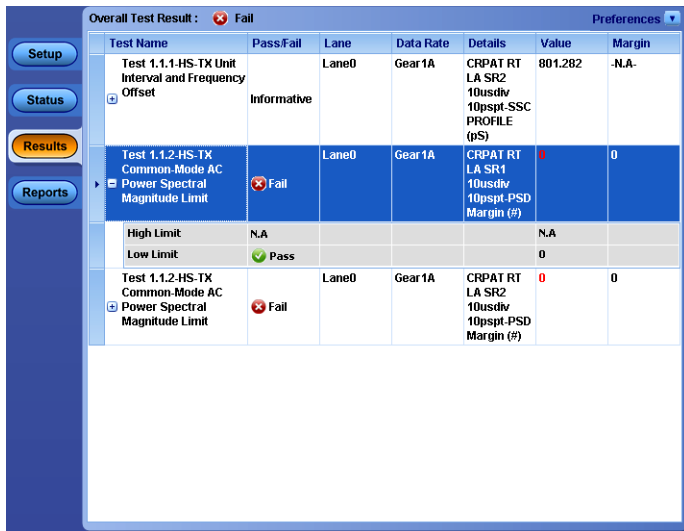 Overall Test Result : Fail
Preferences
Setup
Status
Results
Reports
Test Name Pass/Fail Lane Data Rate Details Value Margin
Test 1.1.1-HS-TX Unit
Interval and Frequency
Offset
Informative
Lane0
Gear1A
CRPAT RT
LA SR2
10usdiv
10pspt-SSC
PROFILE
(pS)
801.282
-N.A-
Test 1.1.2-HS-TX
Common-Mode AC
Power Spectral
Magnitude Limit
Fail
Lane0
Gear1A
CRPAT RT
LA SR1
10usdiv
10pspt-PSD
Margin (#)
0
0
High Limit N.A N.A
Low Limit Pass 0
Test 1.1.2-HS-TX
Common-Mode AC
Power Spectral
Magnitude Limit
Fail
Lane0
Gear1A
CRPAT RT
LA SR2
10usdiv
10pspt-PSD
Margin (#)
0
0